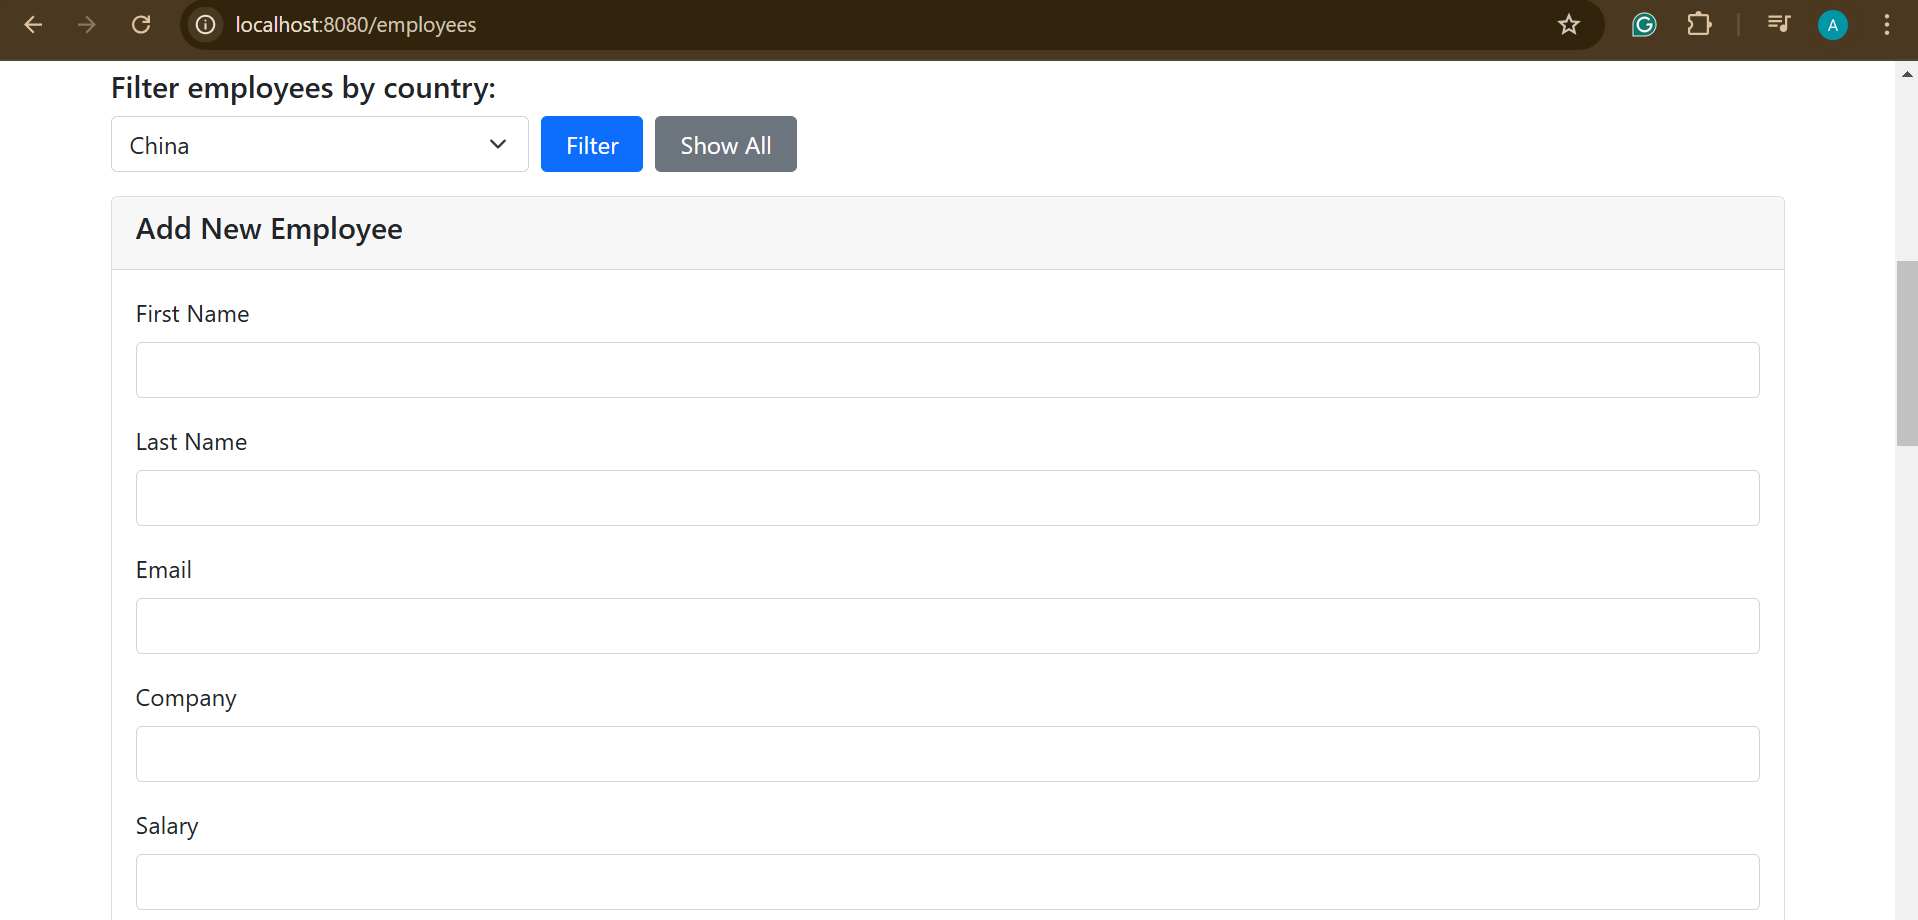 localhost:8080/employees
A
Filter employees by country:
China
Filter
Show All
Add New Employee
First Name
Last Name
Email
Company
Salary